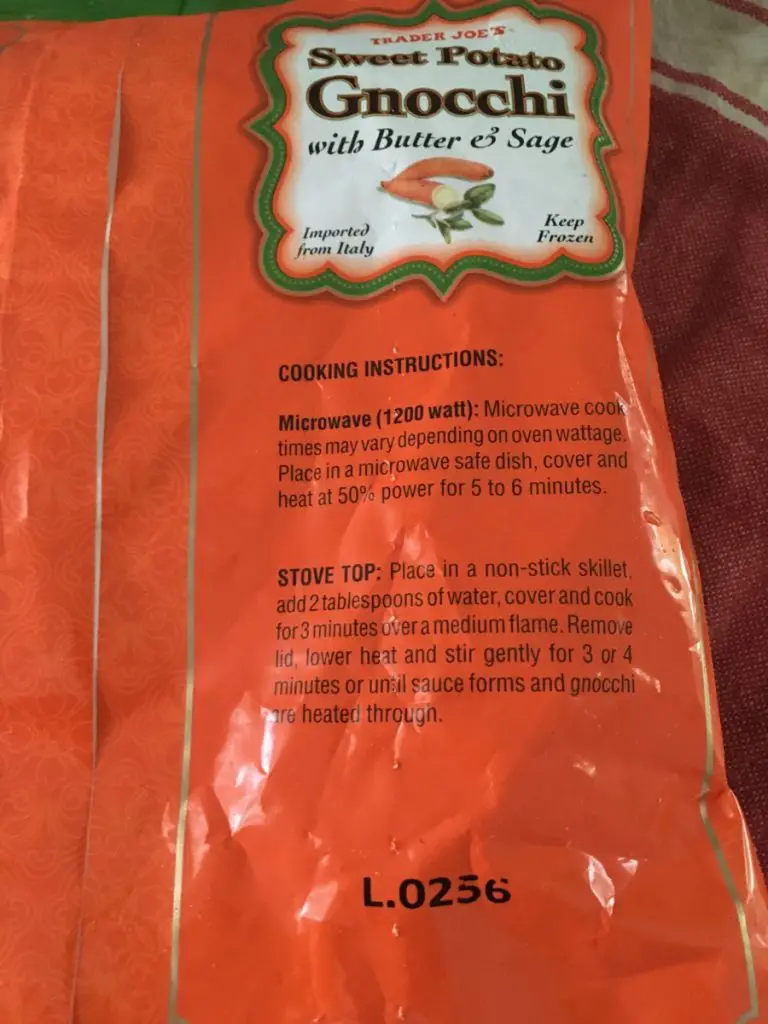 TRADER JOE'S
Sweet Potato
Gnocchi
with Butter & Sage
Imported
from Italy
Keep
Frozen
COOKING INSTRUCTIONS:
Microwave (1200 watt): Microwave cook
times may vary depending on oven wattage.
Place in a microwave safe dish, cover and
heat at 50% power for 5 to 6 minutes.
STOVE TOP: Place in a non-stick skillet,
add 2 tablespoons of water, cover and cook
for 3 minutes over a medium flame. Remove
lid, lower heat and stir gently for 3 or 4
minutes or until sauce forms and gnocchi
are heated through.
L.0256